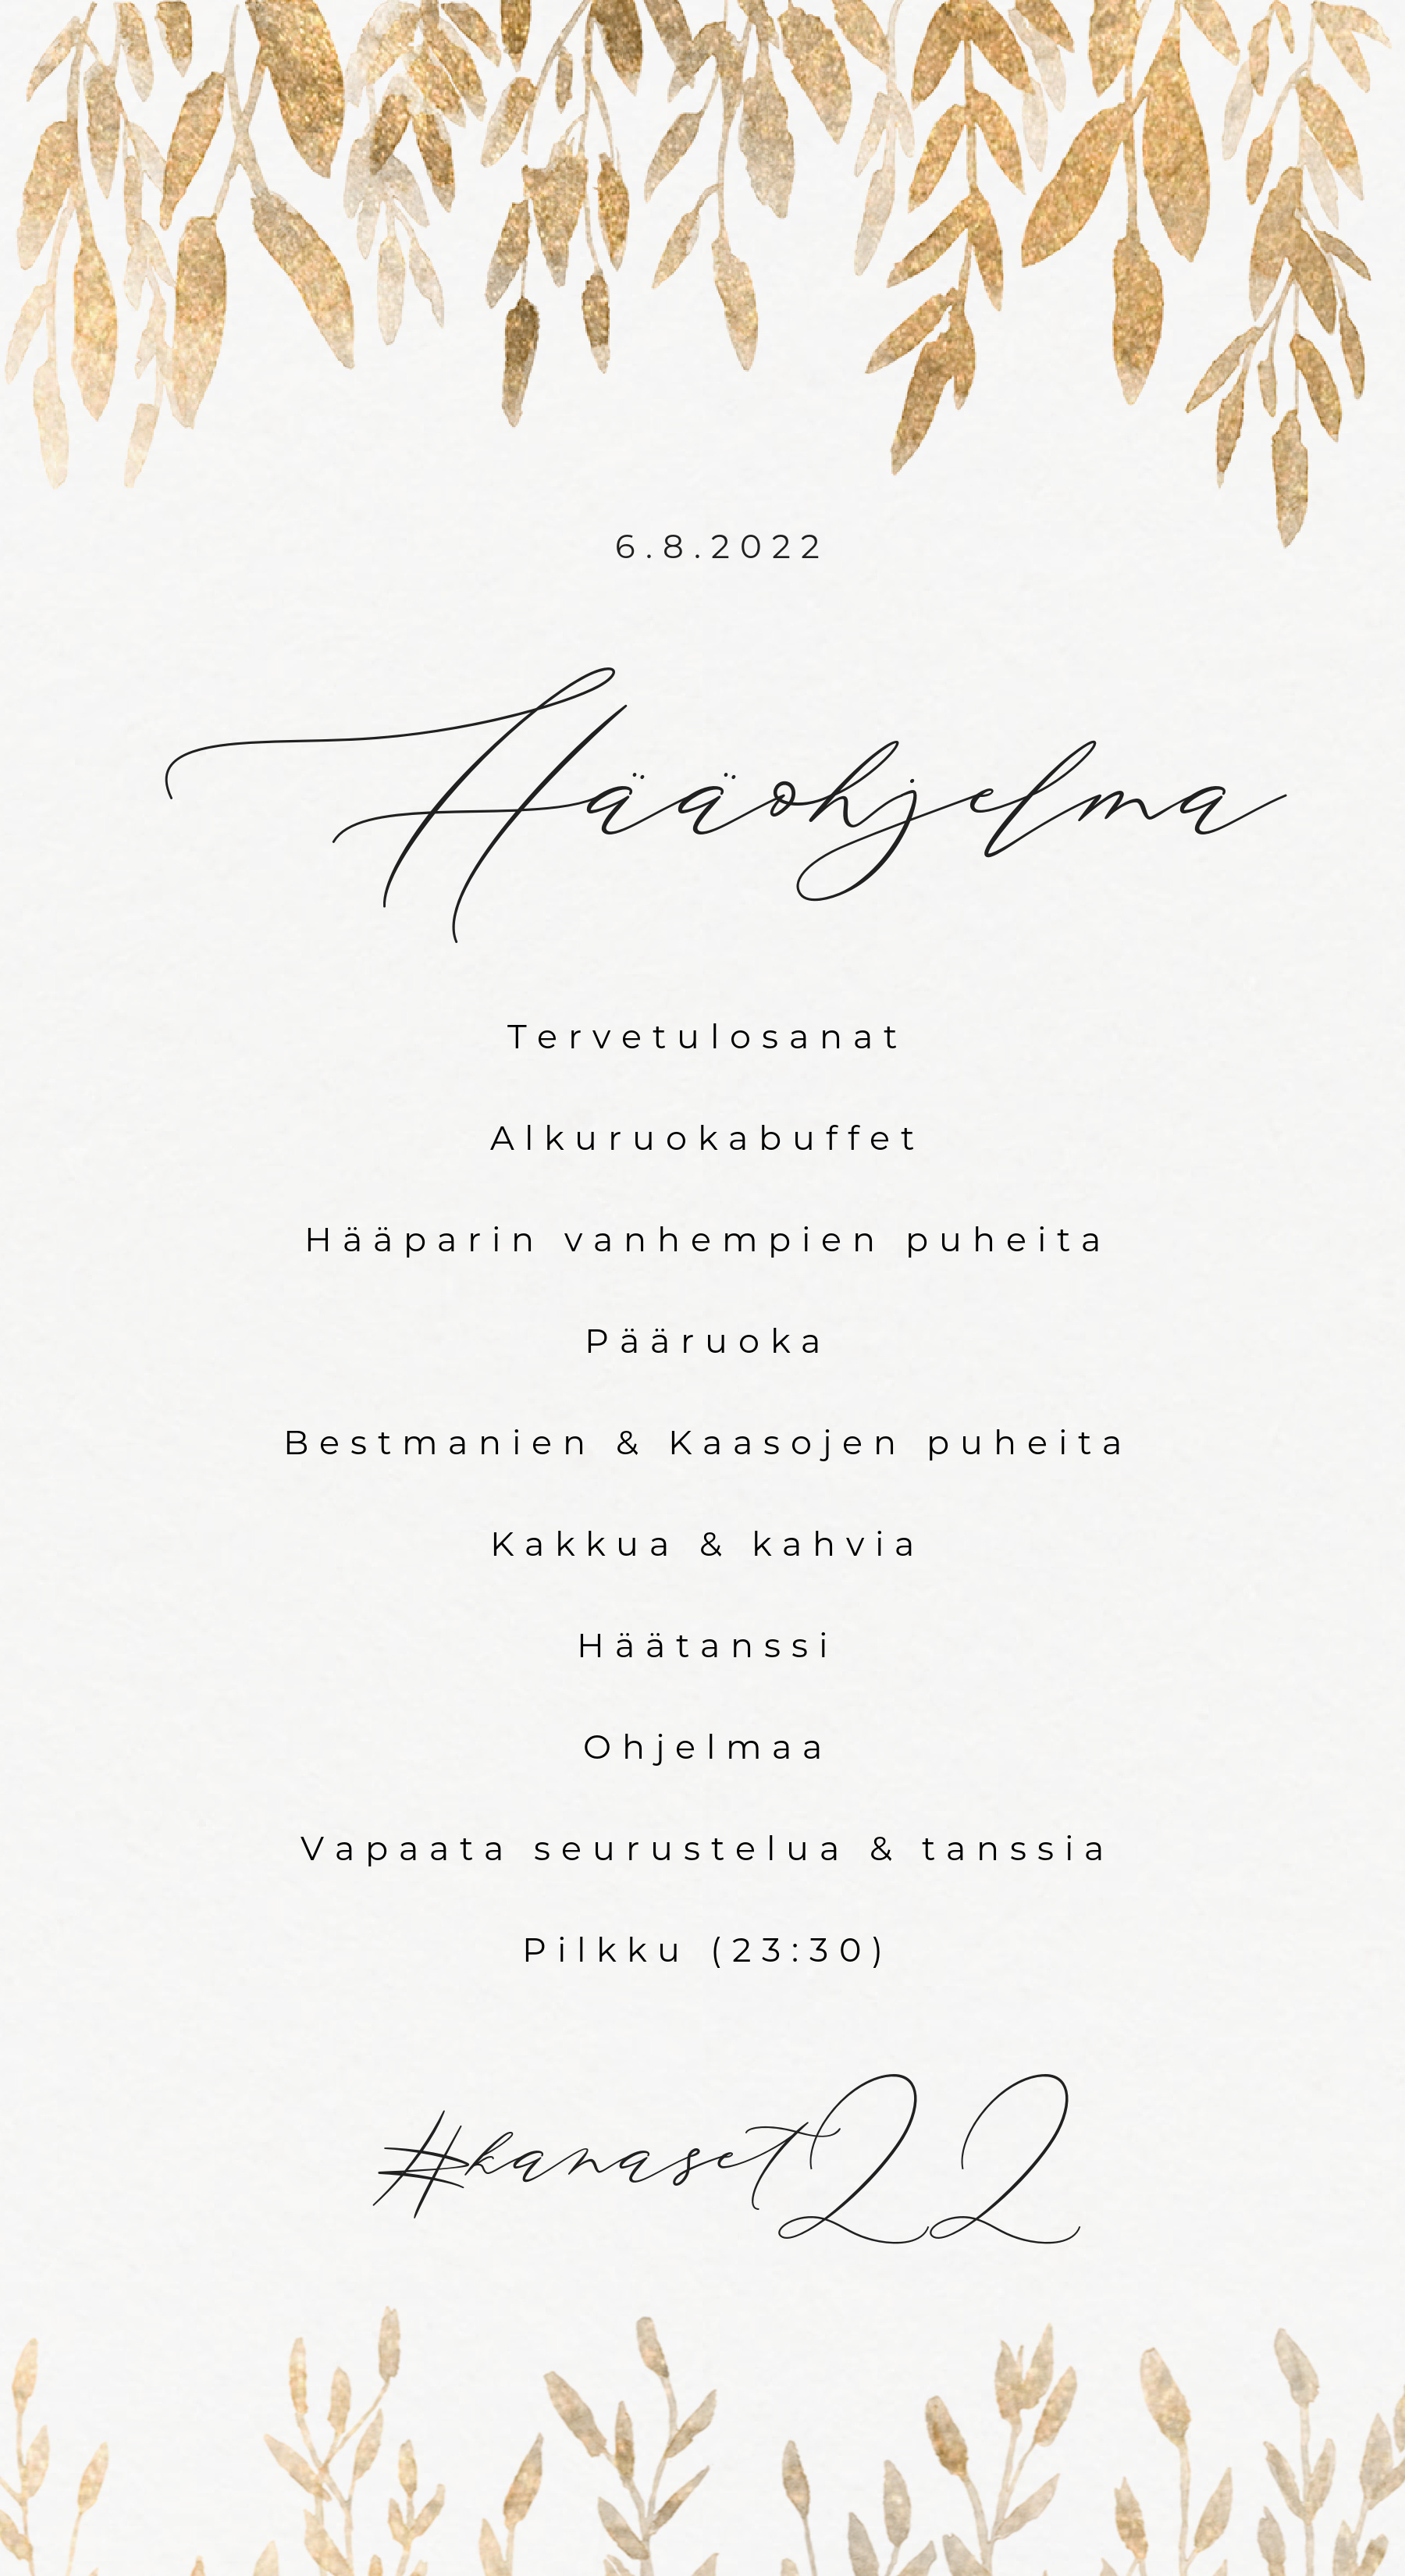 6.8.2022
Hääohjelma
Tervetulosanat
Alkuruokabuffet
Hääparin vanhempien puheita
Pääruoka
Bestmanien & Kaasojen puheita
Kakkua & kahvia
Häätanssi
Ohjelmaa
Vapaata seurustelua & tanssia
Pilkku (23:30)
#kanaset22